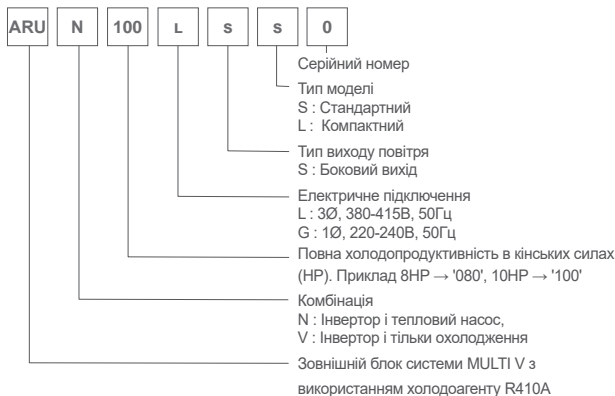 ARU N 100 L S S 0
Серійний номер
Тип моделі
S : Стандартний
L : Компактний
Тип виходу повітря
S : Боковий вихід
Електричне підключення
L : 3Ø, 380-415В, 50Гц
G : 1Ø, 220-240В, 50Гц
Повна холодопродуктивність в кінських силах
(HP). Приклад 8HP → '080', 10HP → '100'
Комбінація
N : Інвертор і тепловий насос,
V : Інвертор і тільки охолодження
Зовнішній блок системи MULTI V з
використанням холодоагенту R410A